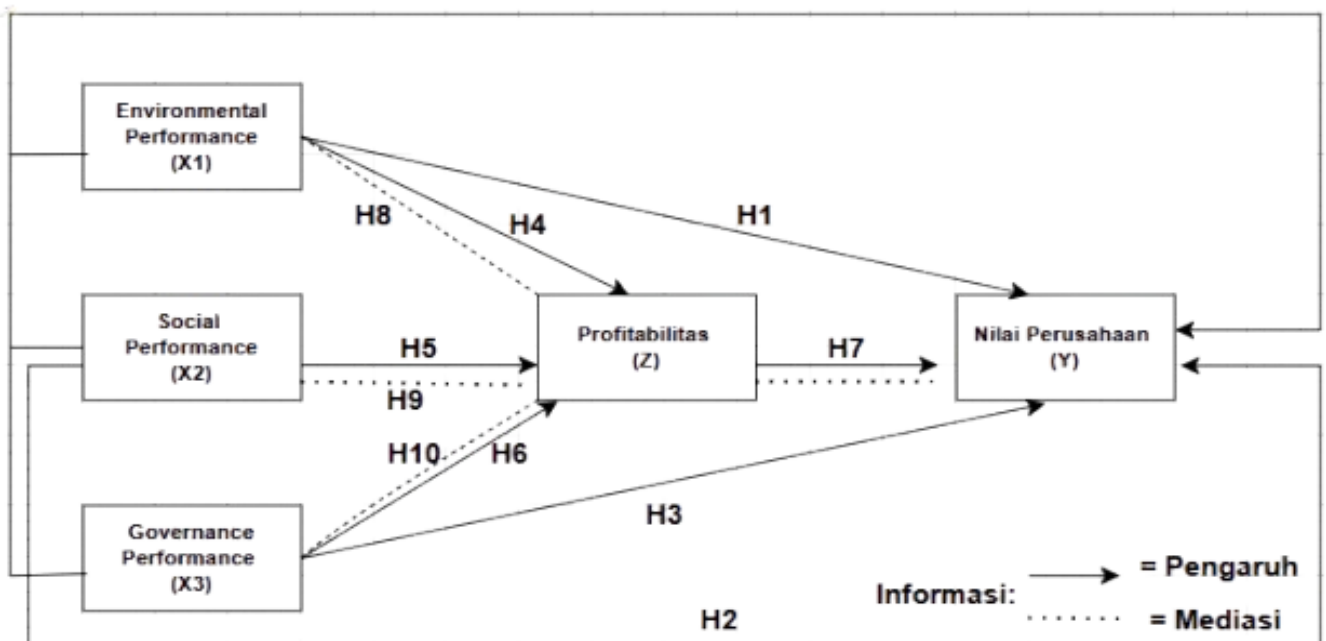 Environmental
Performance
(X1)
H8
H4
H1
Social
Performance
(X2)
H5
H9
Profitabilitas
(Z)
H7
Nilai Perusahaan
(Y)
H10
H6
H3
Governance
Performance
(X3)
H2
Informasi:
= Pengaruh
= Mediasi